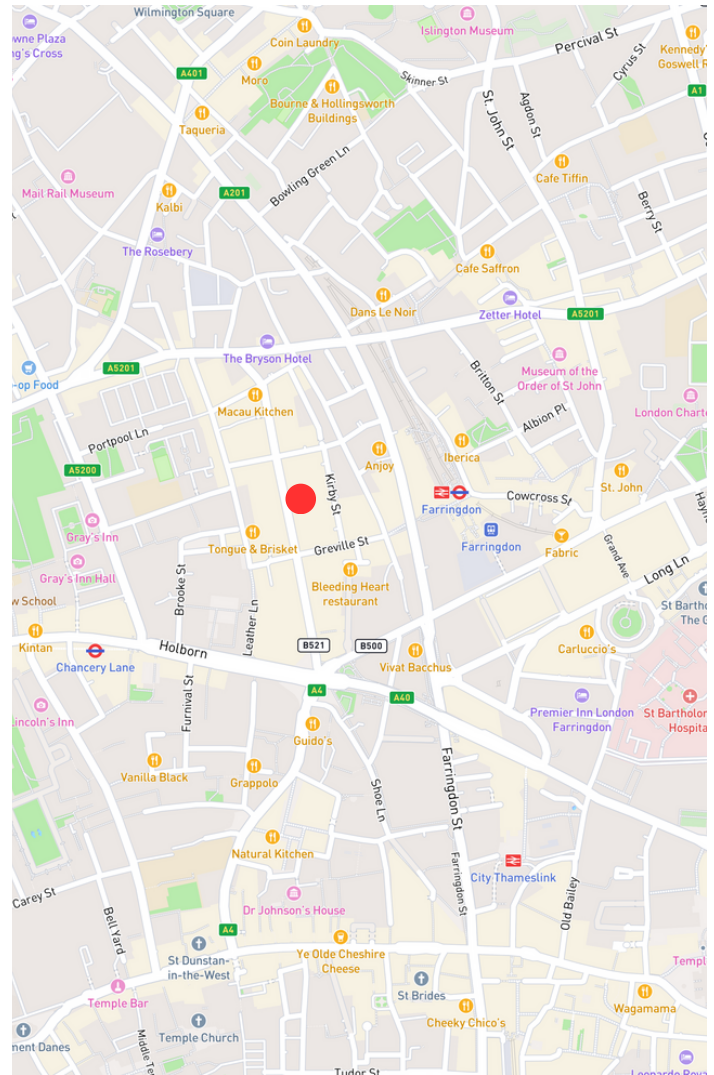 Wilmington Square
Islington Museum
owne Plaza
ng's Cross
Coin Laundry
Percival St
Kennedy'
Goswell R
Cyrus St
A401
Moro
Skinner St
A1
Bourne & Hollingsworth
Buildings
St. John St
Agdon St
Taqueria
Bowling Green Ln
Cafe Tiffin
Mail Rail Museum
A201
Kalbi
Berry St
The Rosebery
Cafe Saffron
Dans Le Noir
Zetter Hotel
A5201
The Bryson Hotel
Britton St
Museum of the
Order of St John
A5201
-op Food
Macau Kitchen
Albion Pl
London Charte
Portpool Ln
Anjoy
Iberica
A5200
Kirby St
Farringdon
Cowcross St
St. John
Hayne
Gray's Inn
Tongue & Brisket
Greville St
Farringdon
Fabric
Grand Ave
Long Ln
Gray's Inn Hall
Brooke St
Bleeding Heart
restaurant
St Barthol
The G
w School
Leather Ln
Kintan
Holborn
B521
B500
Carluccio's
Chancery Lane
Vivat Bacchus
Furnival St
A4
A40
Premier Inn London
Farringdon
St Bartholom
Hospita
Lincoln's Inn
Guido's
Farringdon St
Vanilla Black
Grappolo
Shoe Ln
Natural Kitchen
City Thameslink
Farringdon St
Old Bailey
Carey St
Dr Johnson's House
Bell Yard
A4
St Dunstan-
in-the-West
Ye Olde Cheshire
Cheese
Templ
St Brides
Temple Bar
Wagamama
Cheeky Chico's
Temple Church
ment Danes
Middle Tem
Tudor St
Leonardo Roya